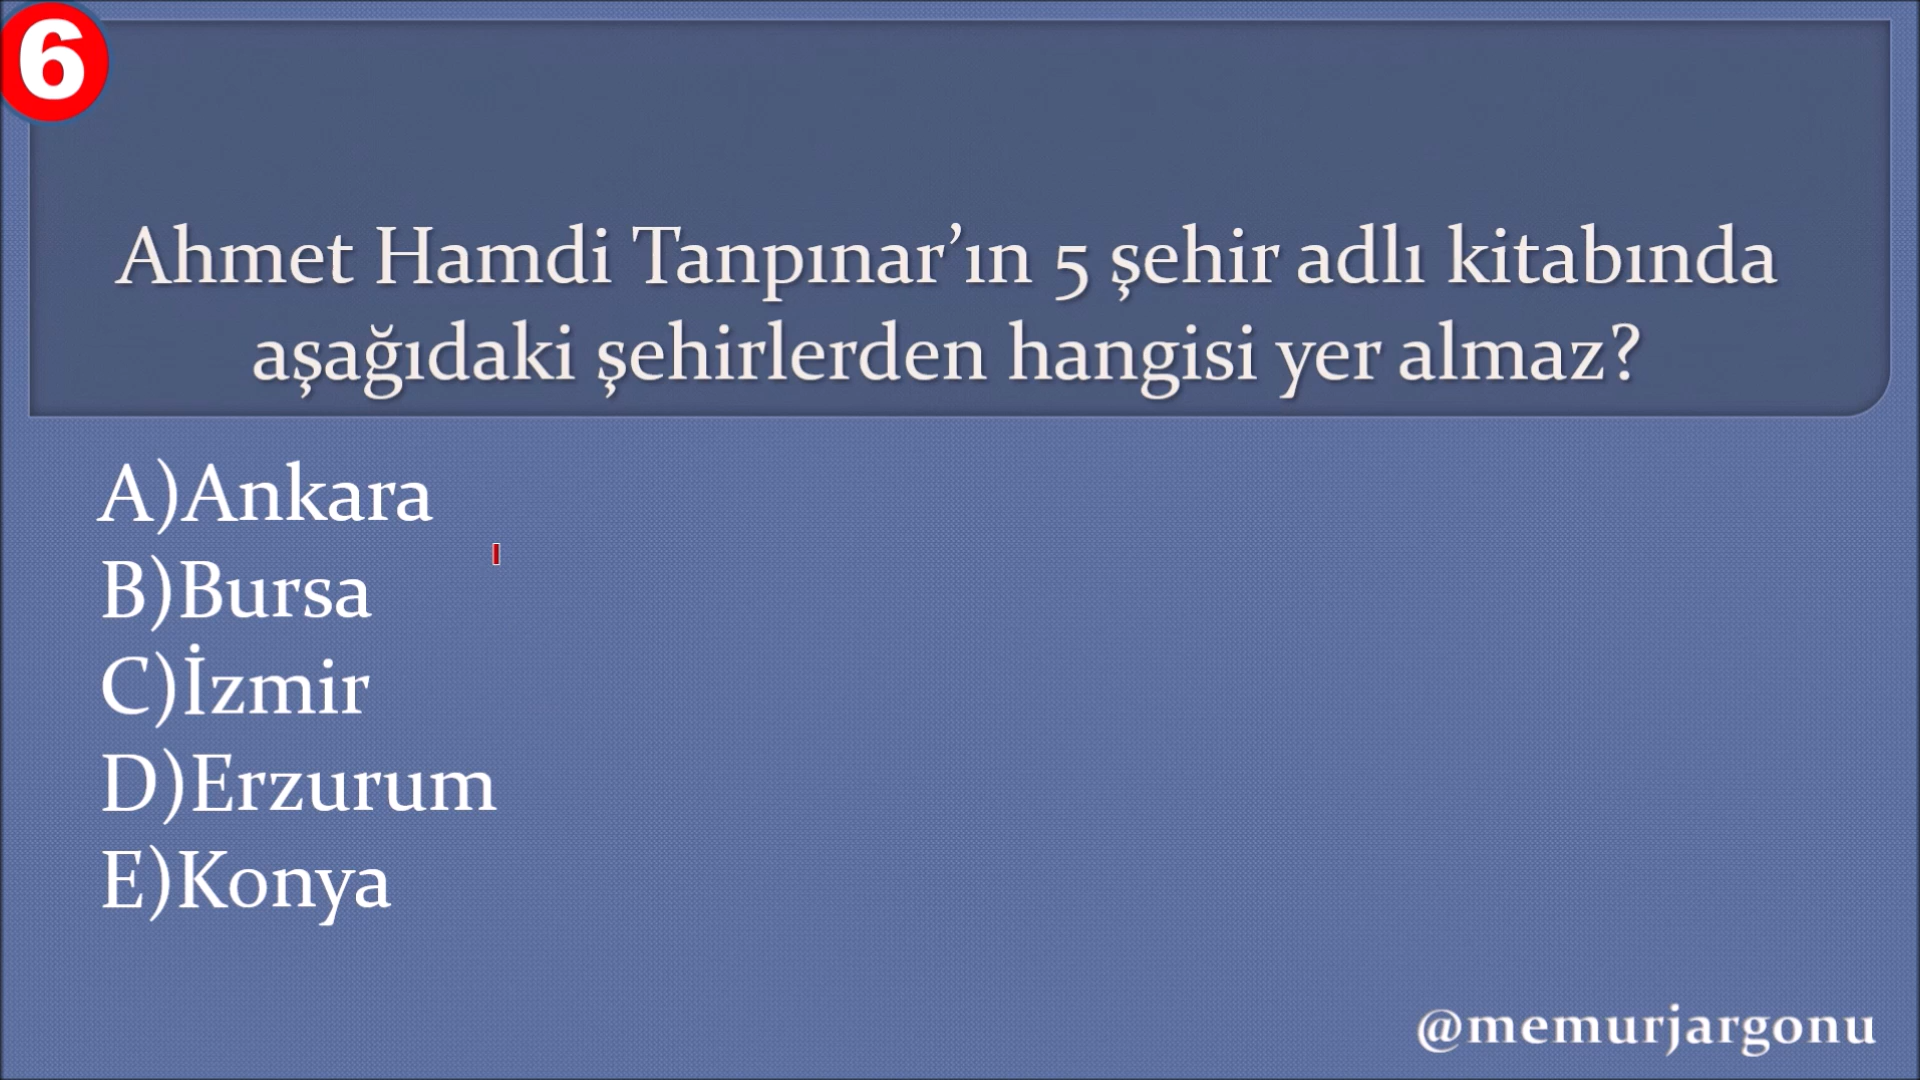 6
Ahmet Hamdi Tanpınar’ın 5 şehir adlı kitabında
aşağıdaki şehirlerden hangisi yer almaz?
A)Ankara
B)Bursa
C)İzmir
D)Erzurum
E)Konya
@memurjargonu